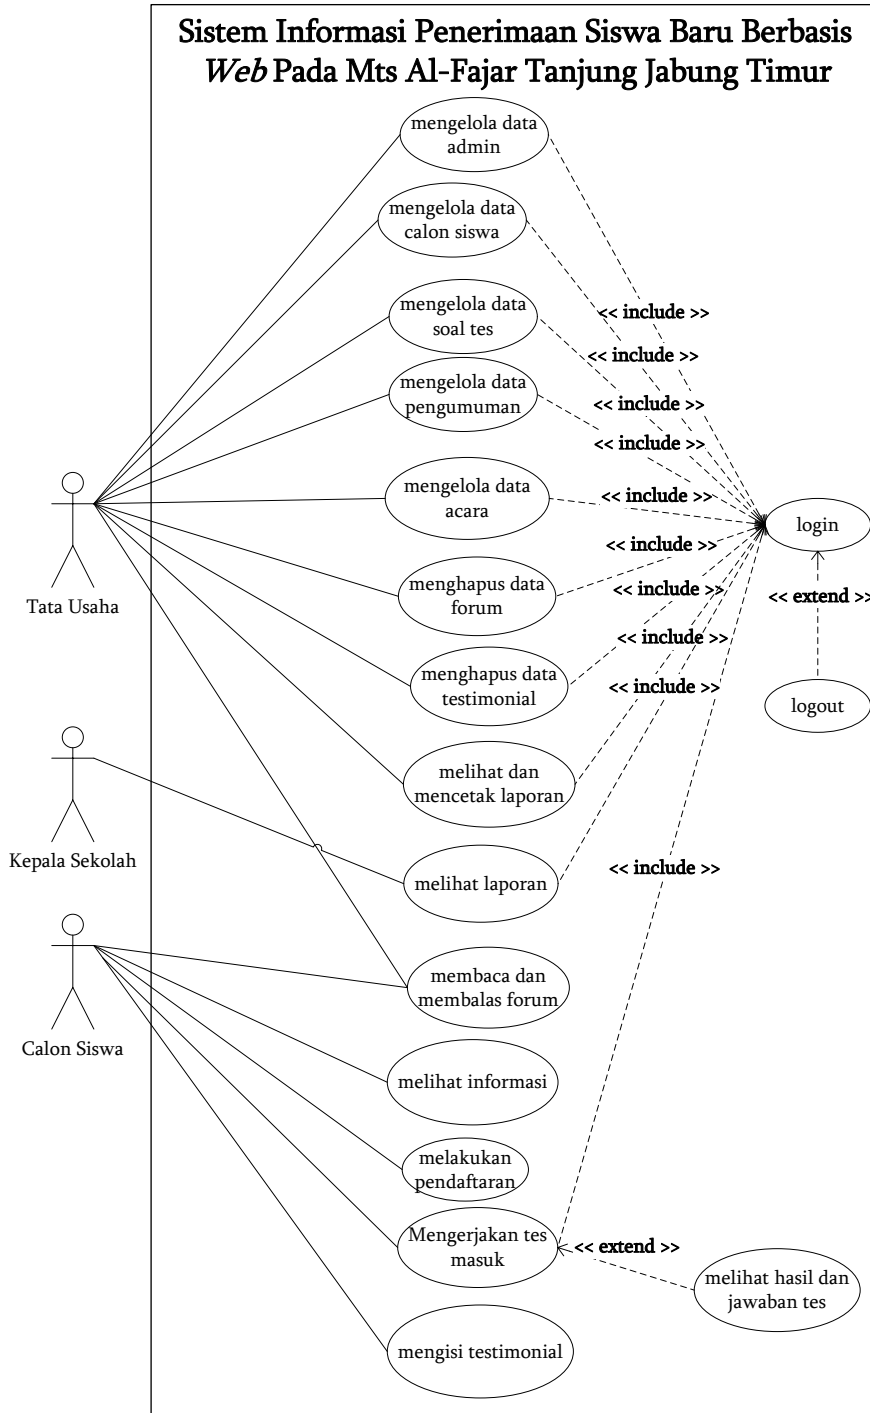 Sistem Informasi Penerimaan Siswa Baru Berbasis
Web Pada Mts Al-Fajar Tanjung Jabung Timur
mengelola data
admin
mengelola data
calon siswa
mengelola data
soal tes
mengelola data
pengumuman
mengelola data
acara
menghapus data
forum
menghapus data
testimonial
melihat dan
mencetak laporan
melihat laporan
membaca dan
membalas forum
melihat informasi
melakukan
pendaftaran
Mengerjakan tes
masuk
mengisi testimonial
Tata Usaha
Kepala Sekolah
Calon Siswa
<< include >>
<< include >>
<< include >>
<< include >>
<< include >>
<< include >>
<< include >>
<< include >>
<< include >>
<< include >>
login
<< extend >>
logout
<< extend >>
melihat hasil dan
jawaban tes